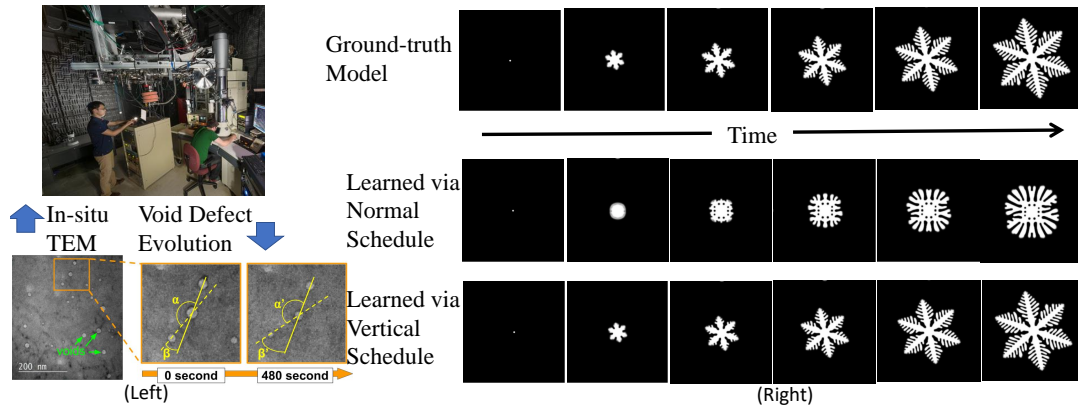 In-situ
TEM
Void Defect
Evolution
α
β
α'
β'
voids
200 nm
0 second
480 second
(Left)
Ground-truth
Model
Time
Learned via
Normal
Schedule
Learned via
Vertical
Schedule
(Right)